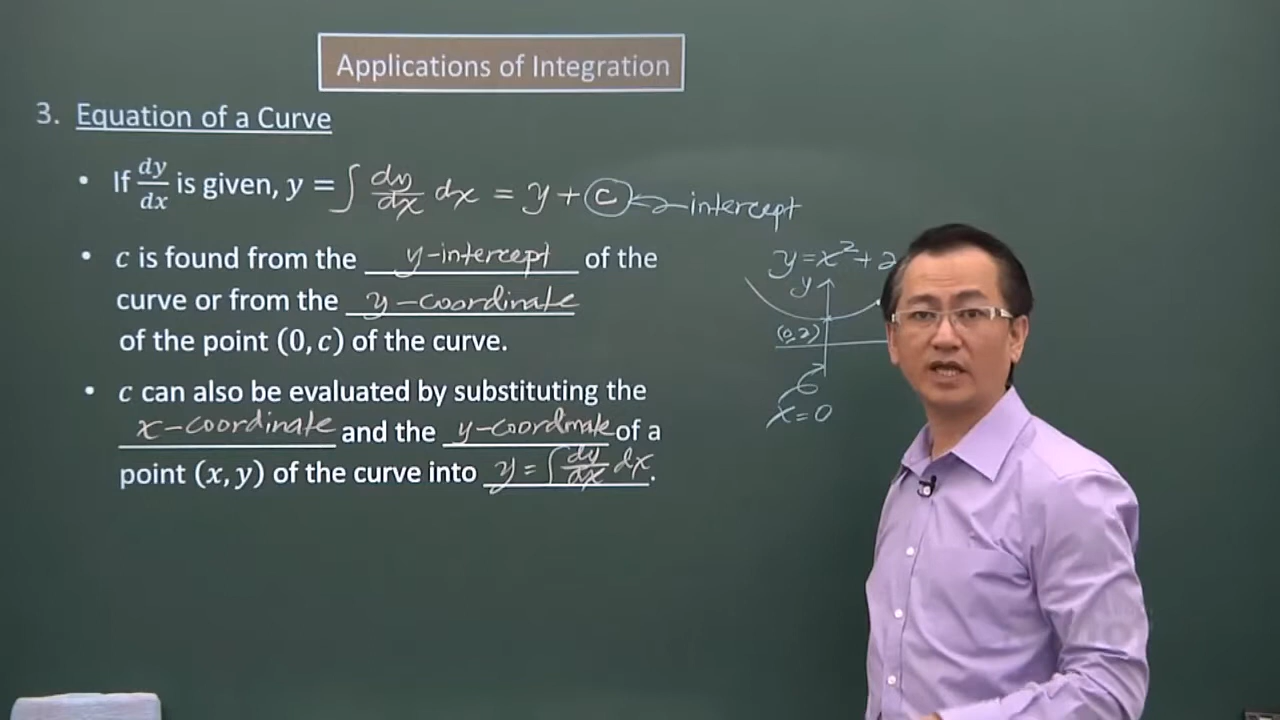 Applications of Integration
3. Equation of a Curve
• If dy/dx is given, y = ∫ dy/dx dx = y + c intercept
• c is found from the y-intercept of the
curve or from the y-coordinate
of the point (0, c) of the curve.
• c can also be evaluated by substituting the
x-coordinate and the y-coordinate of a
point (x, y) of the curve into y = ∫ dy/dx dx.
y = x² + 2
y
(0, 2)
x = 0